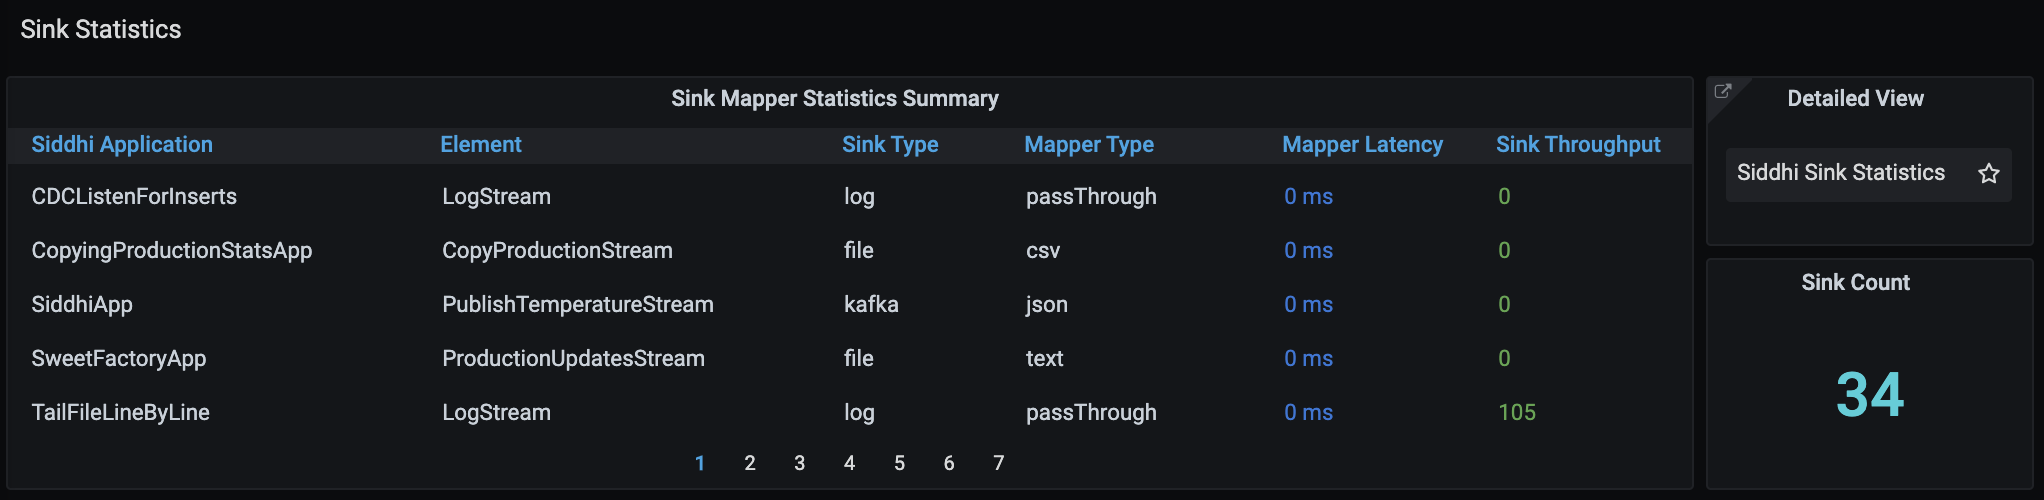 Sink Statistics
Sink Mapper Statistics Summary
Siddhi Application Element Sink Type Mapper Type Mapper Latency Sink Throughput
CDCListenForInserts LogStream log passThrough 0 ms 0
CopyingProductionStatsApp CopyProductionStream file csv 0 ms 0
SiddhiApp PublishTemperatureStream kafka json 0 ms 0
SweetFactoryApp ProductionUpdatesStream file text 0 ms 0
TailFileLineByLine LogStream log passThrough 0 ms 105
1 2 3 4 5 6 7
Detailed View
Siddhi Sink Statistics
Sink Count
34